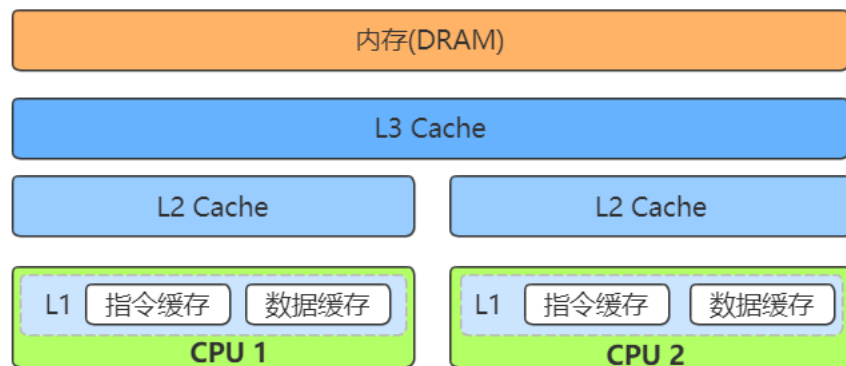 内存(DRAM)
L3 Cache
L2 Cache
L2 Cache
L1 指令缓存 数据缓存
CPU 1
L1 指令缓存 数据缓存
CPU 2